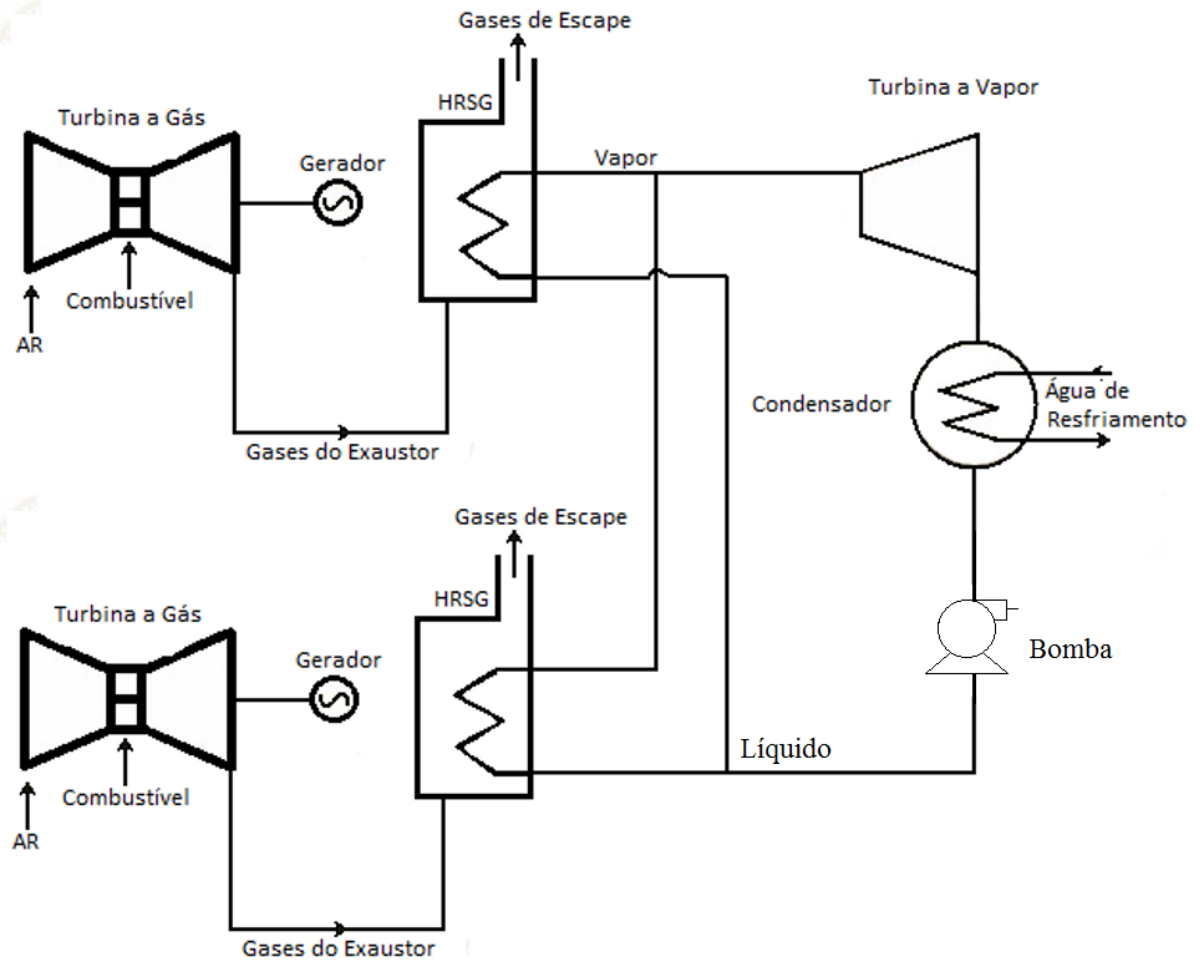 Gases de Escape
HRSG
Turbina a Vapor
Turbina a Gás
Gerador
Vapor
Combustível
AR
Gases do Exaustor
Condensador
Água de
Resfriamento
Gases de Escape
HRSG
Turbina a Gás
Gerador
Bomba
Líquido
Combustível
AR
Gases do Exaustor